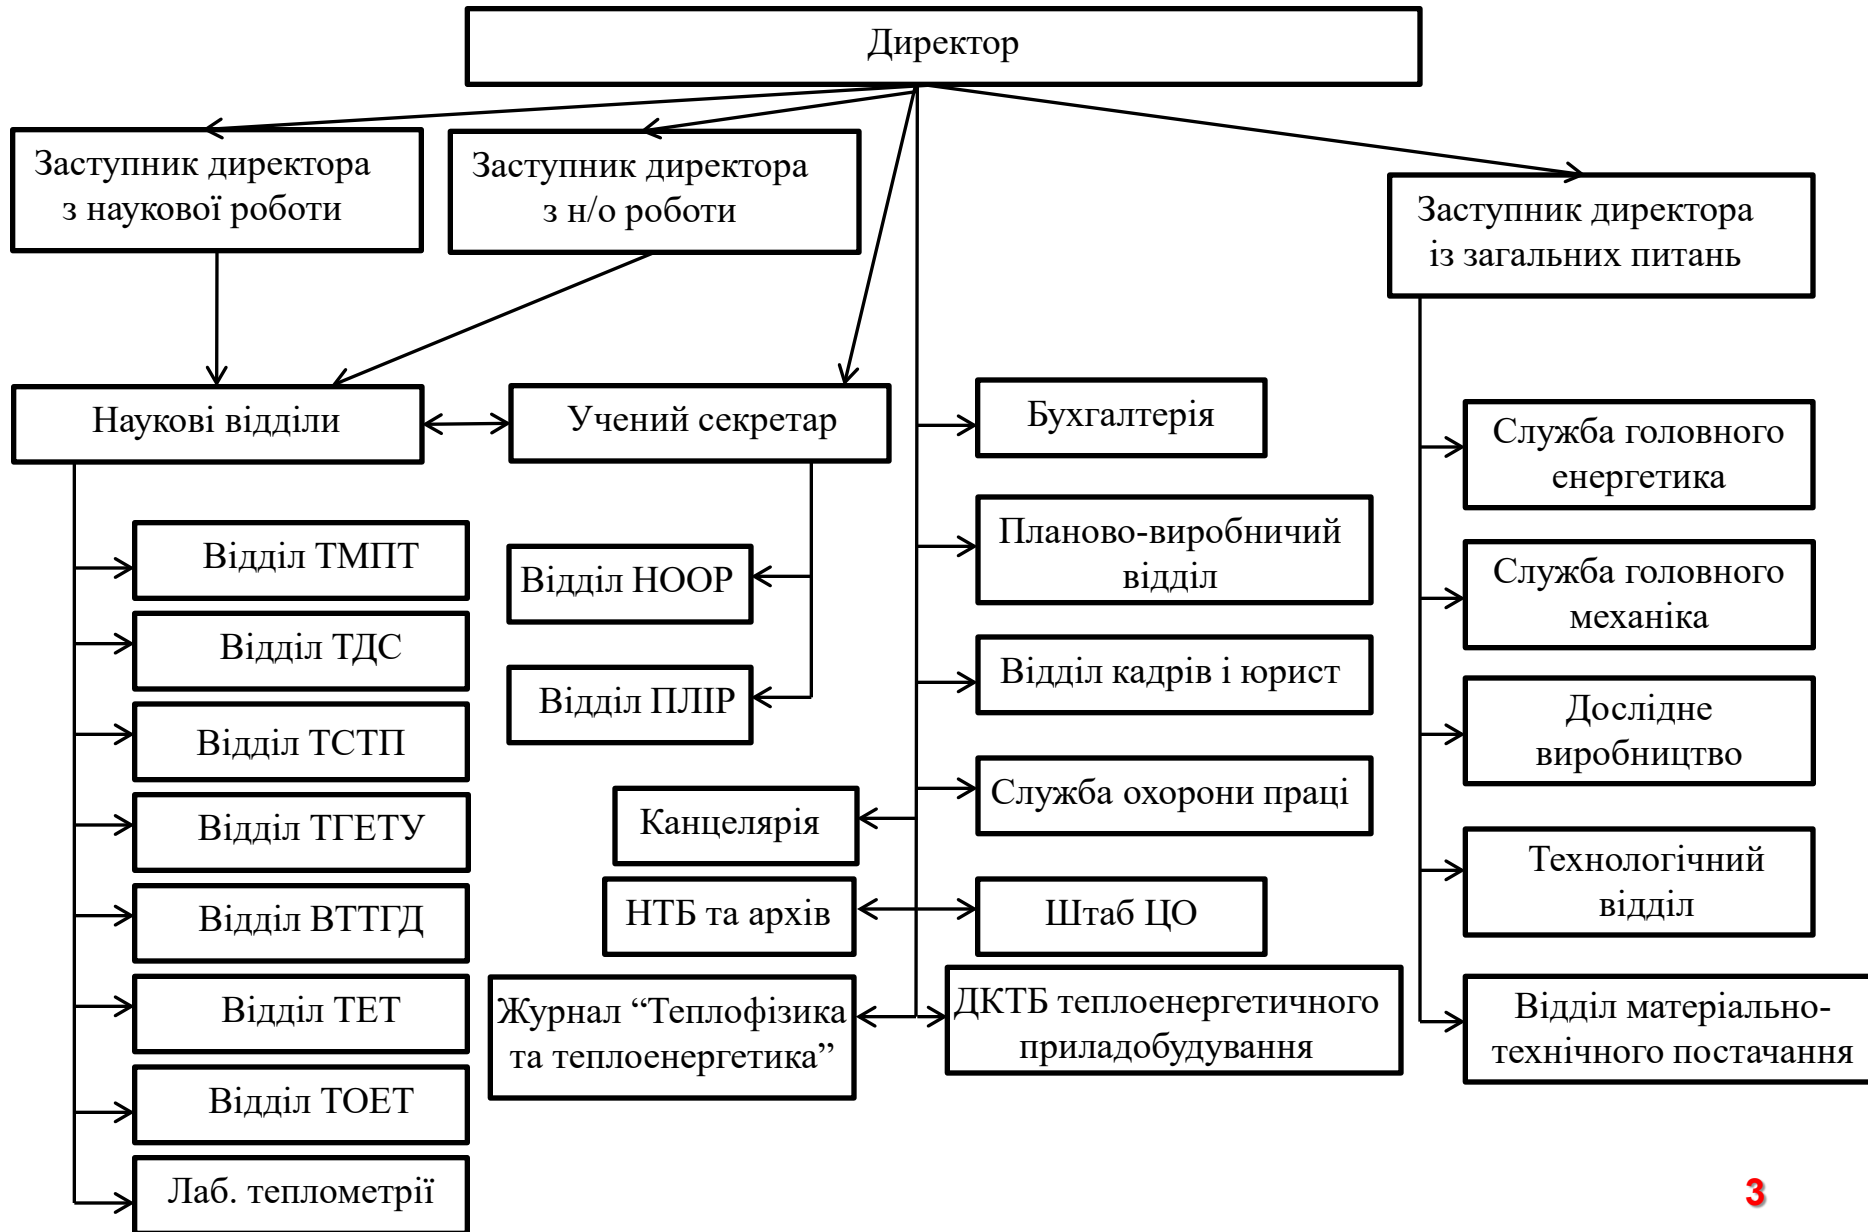 Директор
Заступник директора
з наукової роботи
Заступник директора
з н/о роботи
Заступник директора
із загальних питань
Наукові відділи
Учений секретар
Відділ ТМПТ
Відділ ТДС
Відділ ТСТП
Відділ ТГЕТУ
Відділ ВТТГД
Відділ ТЕТ
Відділ ТОЕТ
Лаб. теплометрії
Відділ НООР
Відділ ПЛІР
Канцелярія
НТБ та архів
Журнал “Теплофізика
та теплоенергетика”
Бухгалтерія
Планово-виробничий
відділ
Відділ кадрів і юрист
Служба охорони праці
Штаб ЦО
ДКТБ теплоенергетичного
приладобудування
Служба головного
енергетика
Служба головного
механіка
Дослідне
виробництво
Технологічний
відділ
Відділ матеріально-
технічного постачання
3